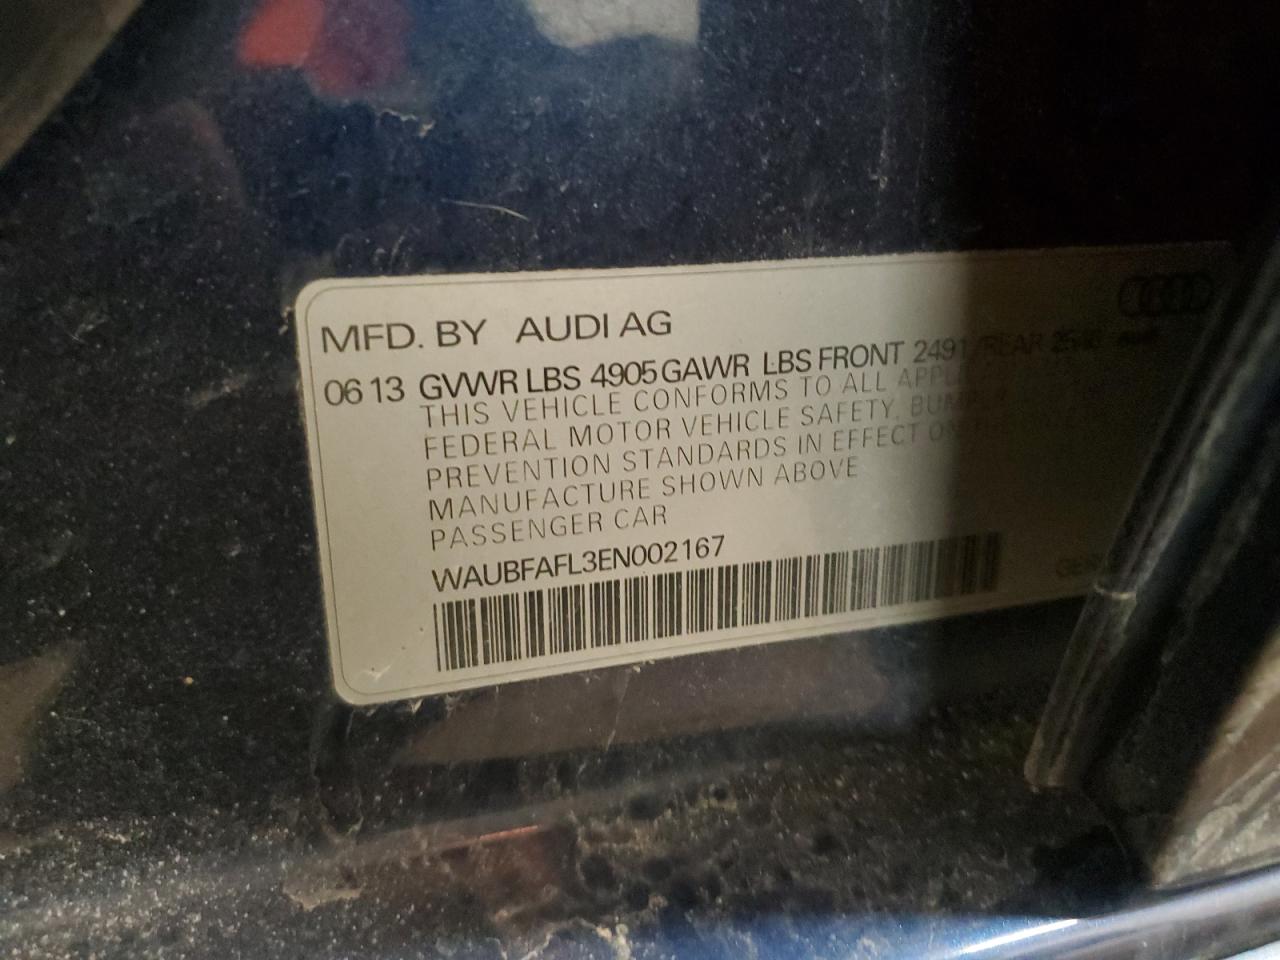 MFD. BY AUDI AG
06 13 GVWR LBS 4905 GAWR LBS FRONT 2491 REAR
THIS VEHICLE CONFORMS TO ALL
FEDERAL MOTOR VEHICLE SAFETY,
PREVENTION STANDARDS IN EFFECT
MANUFACTURE SHOWN ABOVE
PASSENGER CAR
WAUBFAFL3EN002167